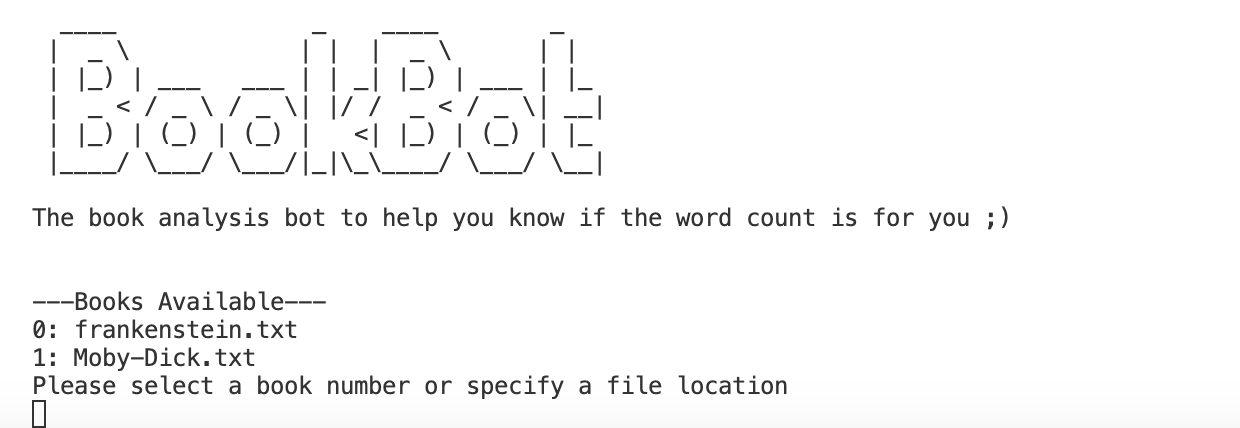 BookBot
The book analysis bot to help you know if the word count is for you ;)
---Books Available---
0: frankenstein.txt
1: Moby-Dick.txt
Please select a book number or specify a file location